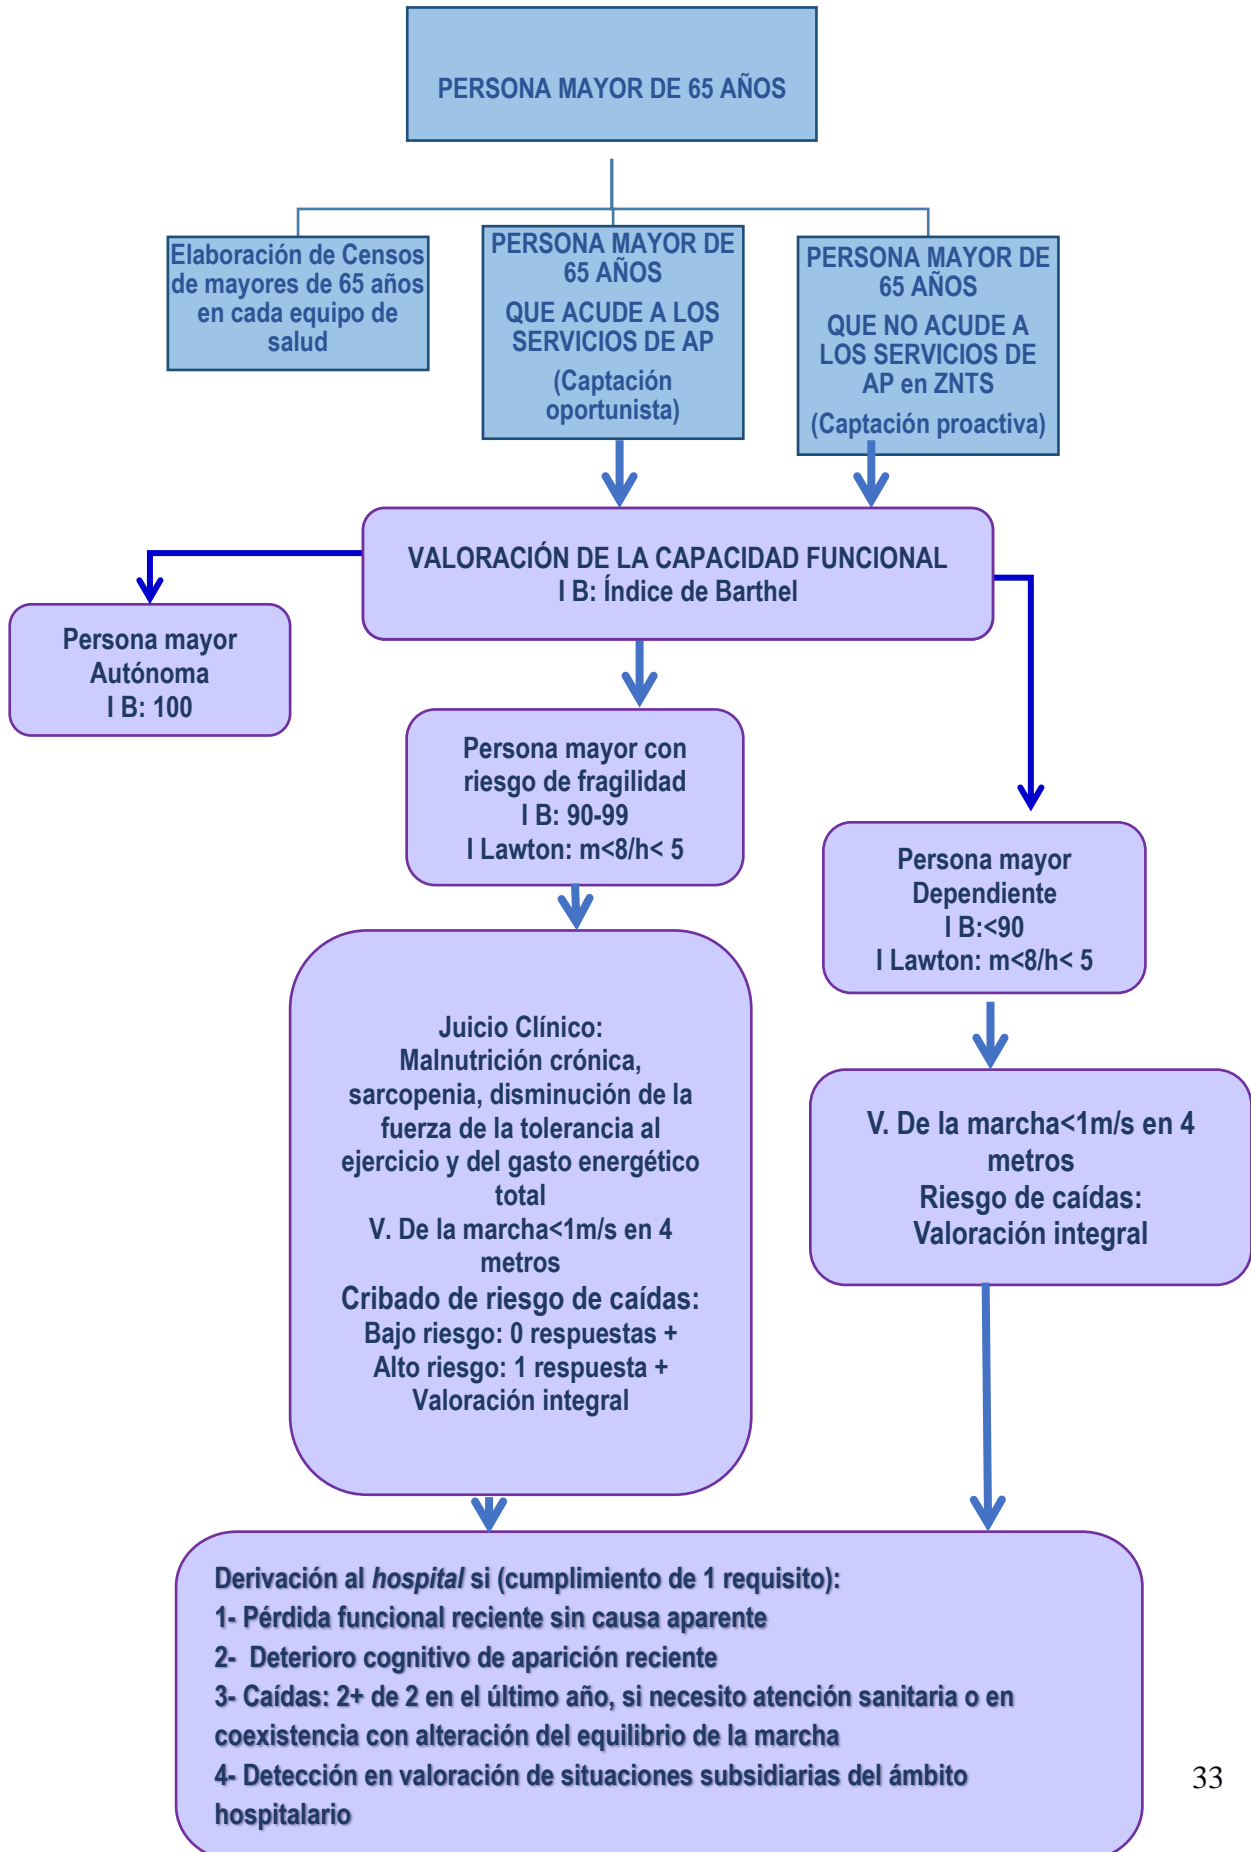 PERSONA MAYOR DE 65 AÑOS
Elaboración de Censos
de mayores de 65 años
en cada equipo de
salud
PERSONA MAYOR DE
65 AÑOS
QUE ACUDE A LOS
SERVICIOS DE AP
(Captación
oportunista)
PERSONA MAYOR DE
65 AÑOS
QUE NO ACUDE A
LOS SERVICIOS DE
AP en ZNTS
(Captación proactiva)
VALORACIÓN DE LA CAPACIDAD FUNCIONAL
I B: Índice de Barthel
Persona mayor
Autónoma
I B: 100
Persona mayor con
riesgo de fragilidad
I B: 90-99
I Lawton: m<8/h< 5
Persona mayor
Dependiente
I B:<90
I Lawton: m<8/h< 5
Juicio Clínico:
Malnutrición crónica,
sarcopenia, disminución de la
fuerza de la tolerancia al
ejercicio y del gasto energético
total
V. De la marcha<1m/s en 4
metros
Cribado de riesgo de caídas:
Bajo riesgo: 0 respuestas +
Alto riesgo: 1 respuesta +
Valoración integral
V. De la marcha<1m/s en 4
metros
Riesgo de caídas:
Valoración integral
Derivación al hospital si (cumplimiento de 1 requisito):
1- Pérdida funcional reciente sin causa aparente
2- Deterioro cognitivo de aparición reciente
3- Caídas: 2+ de 2 en el último año, si necesito atención sanitaria o en
coexistencia con alteración del equilibrio de la marcha
4- Detección en valoración de situaciones subsidiarias del ámbito
hospitalario
33